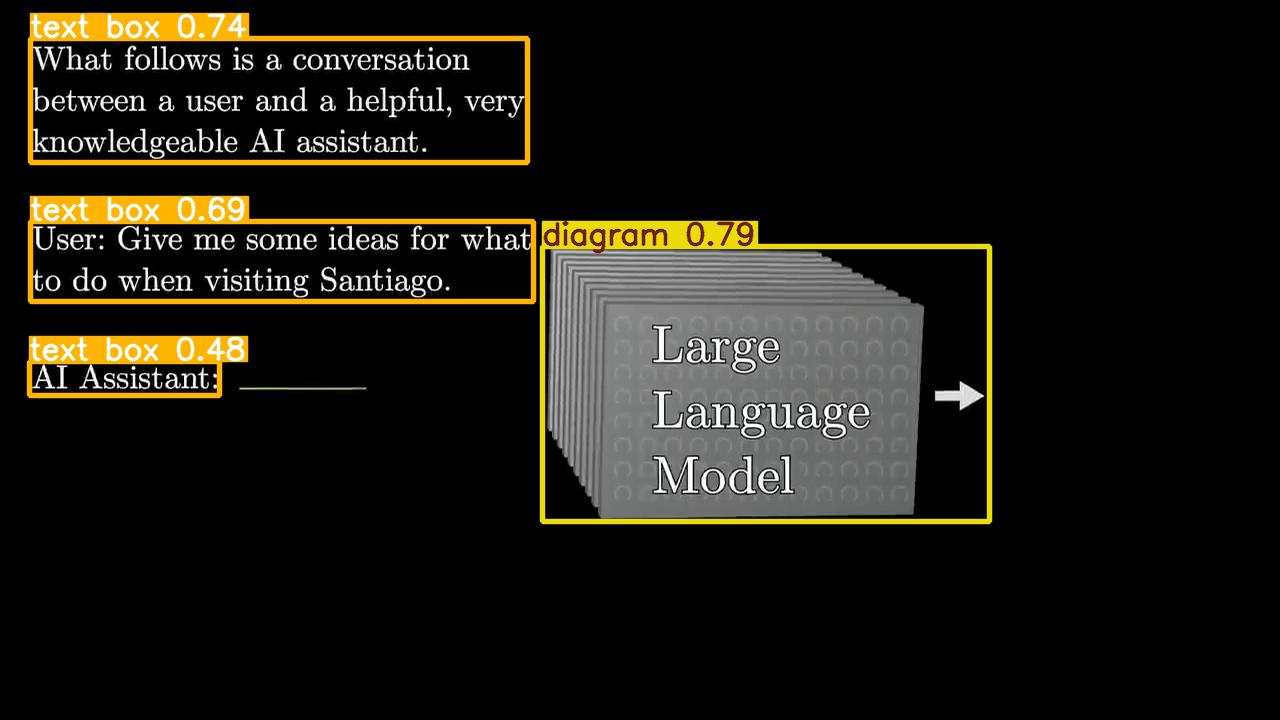 text box 0.74
What follows is a conversation
between a user and a helpful, very
knowledgeable AI assistant.
text box 0.69
User: Give me some ideas for what
to do when visiting Santiago.
text box 0.48
AI Assistant:
diagram 0.79
Large
Language
Model